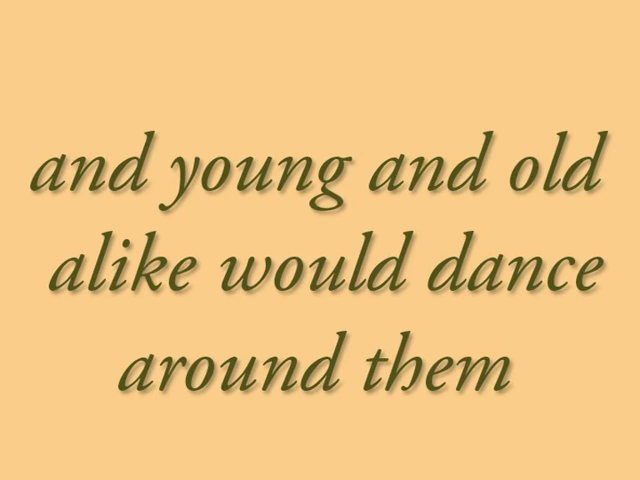 and young and old
alike would dance
around them